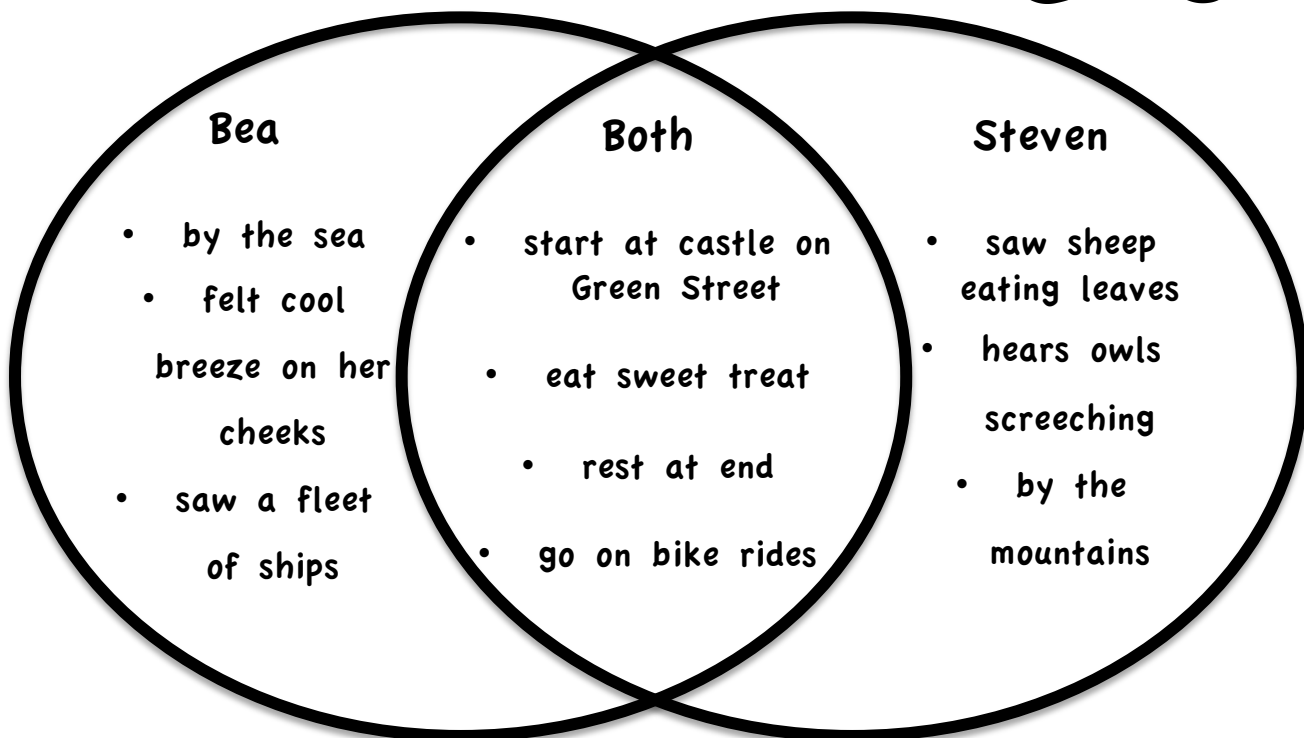 Bea
• by the sea
• felt cool
breeze on her
cheeks
• saw a fleet
of ships
Both
• start at castle on
Green Street
• eat sweet treat
• rest at end
• go on bike rides
Steven
• saw sheep
eating leaves
• hears owls
screeching
• by the
mountains